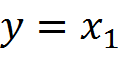 y = x₁